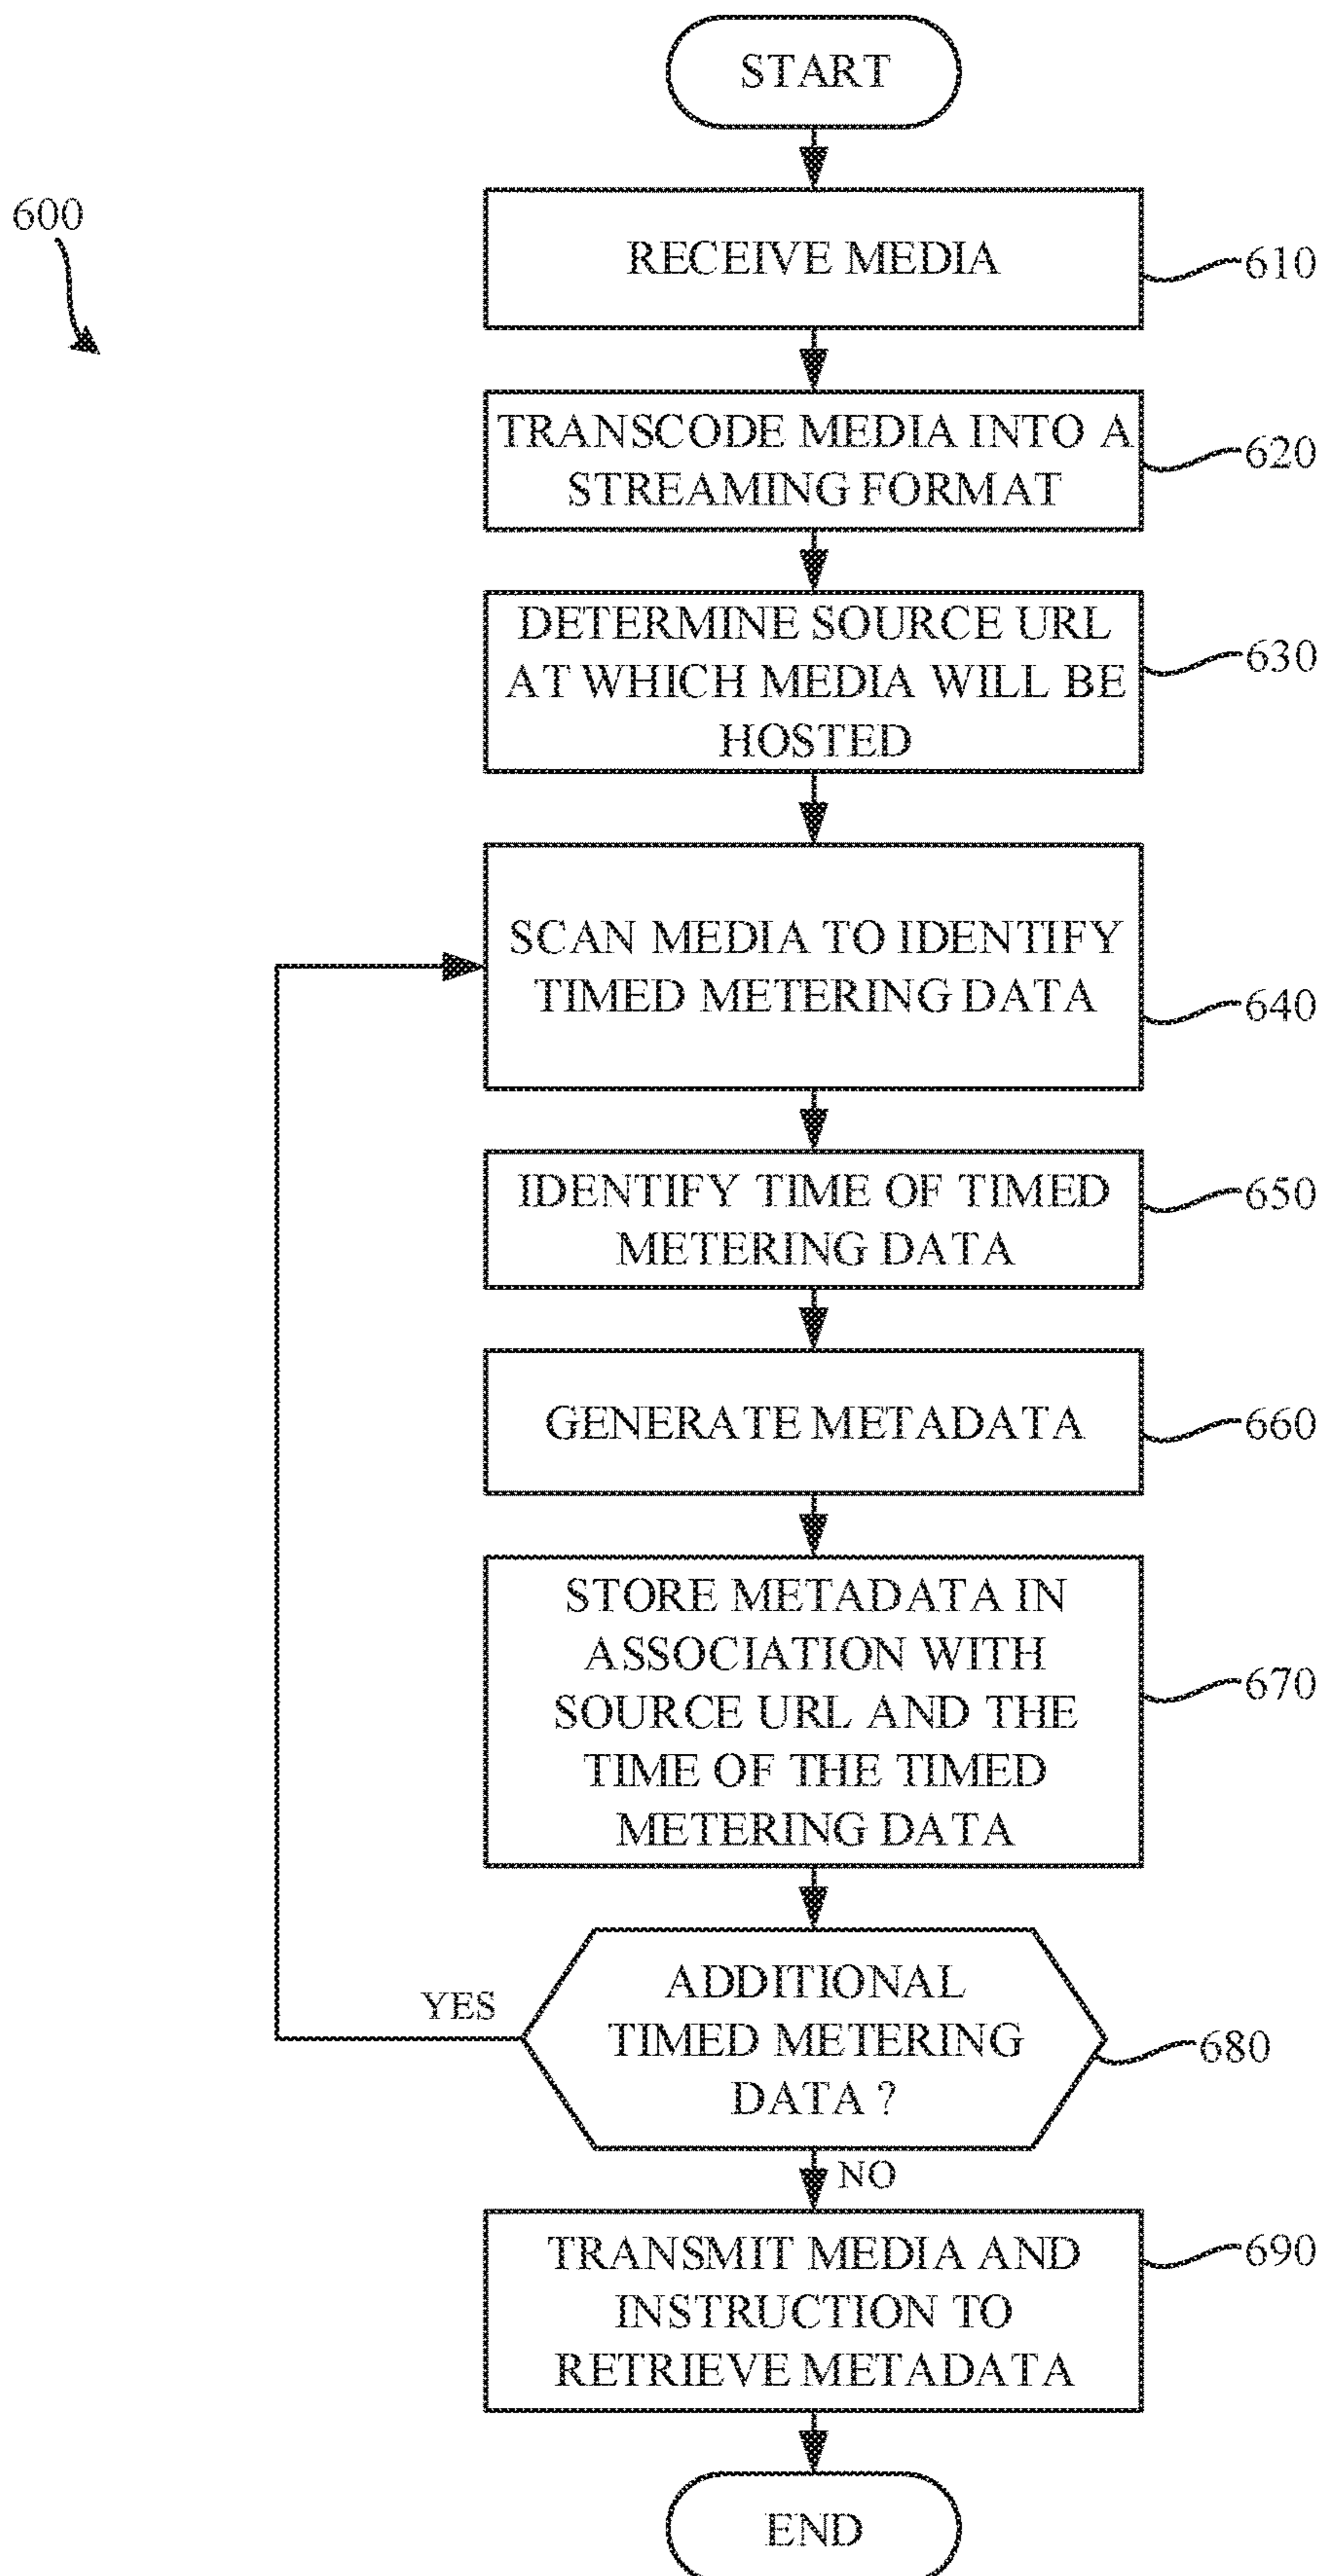 START
600
RECEIVE MEDIA
610
TRANSCODE MEDIA INTO A
STREAMING FORMAT
620
DETERMINE SOURCE URL
AT WHICH MEDIA WILL BE
HOSTED
630
SCAN MEDIA TO IDENTIFY
TIMED METERING DATA
640
IDENTIFY TIME OF TIMED
METERING DATA
650
GENERATE METADATA
660
STORE METADATA IN
ASSOCIATION WITH
SOURCE URL AND THE
TIME OF THE TIMED
METERING DATA
670
ADDITIONAL
TIMED METERING
DATA ?
680
YES
NO
TRANSMIT MEDIA AND
INSTRUCTION TO
RETRIEVE METADATA
690
END